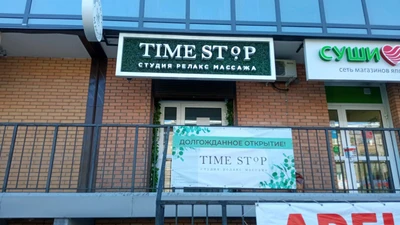 TIME STOP
СТУДИЯ РЕЛАКС МАССАЖА
СУШИ
сеть магазинов
ДОЛГОЖДАННОЕ ОТКРЫТИЕ!
TIME STOP
СТУДИЯ РЕЛАКС МАССАЖА